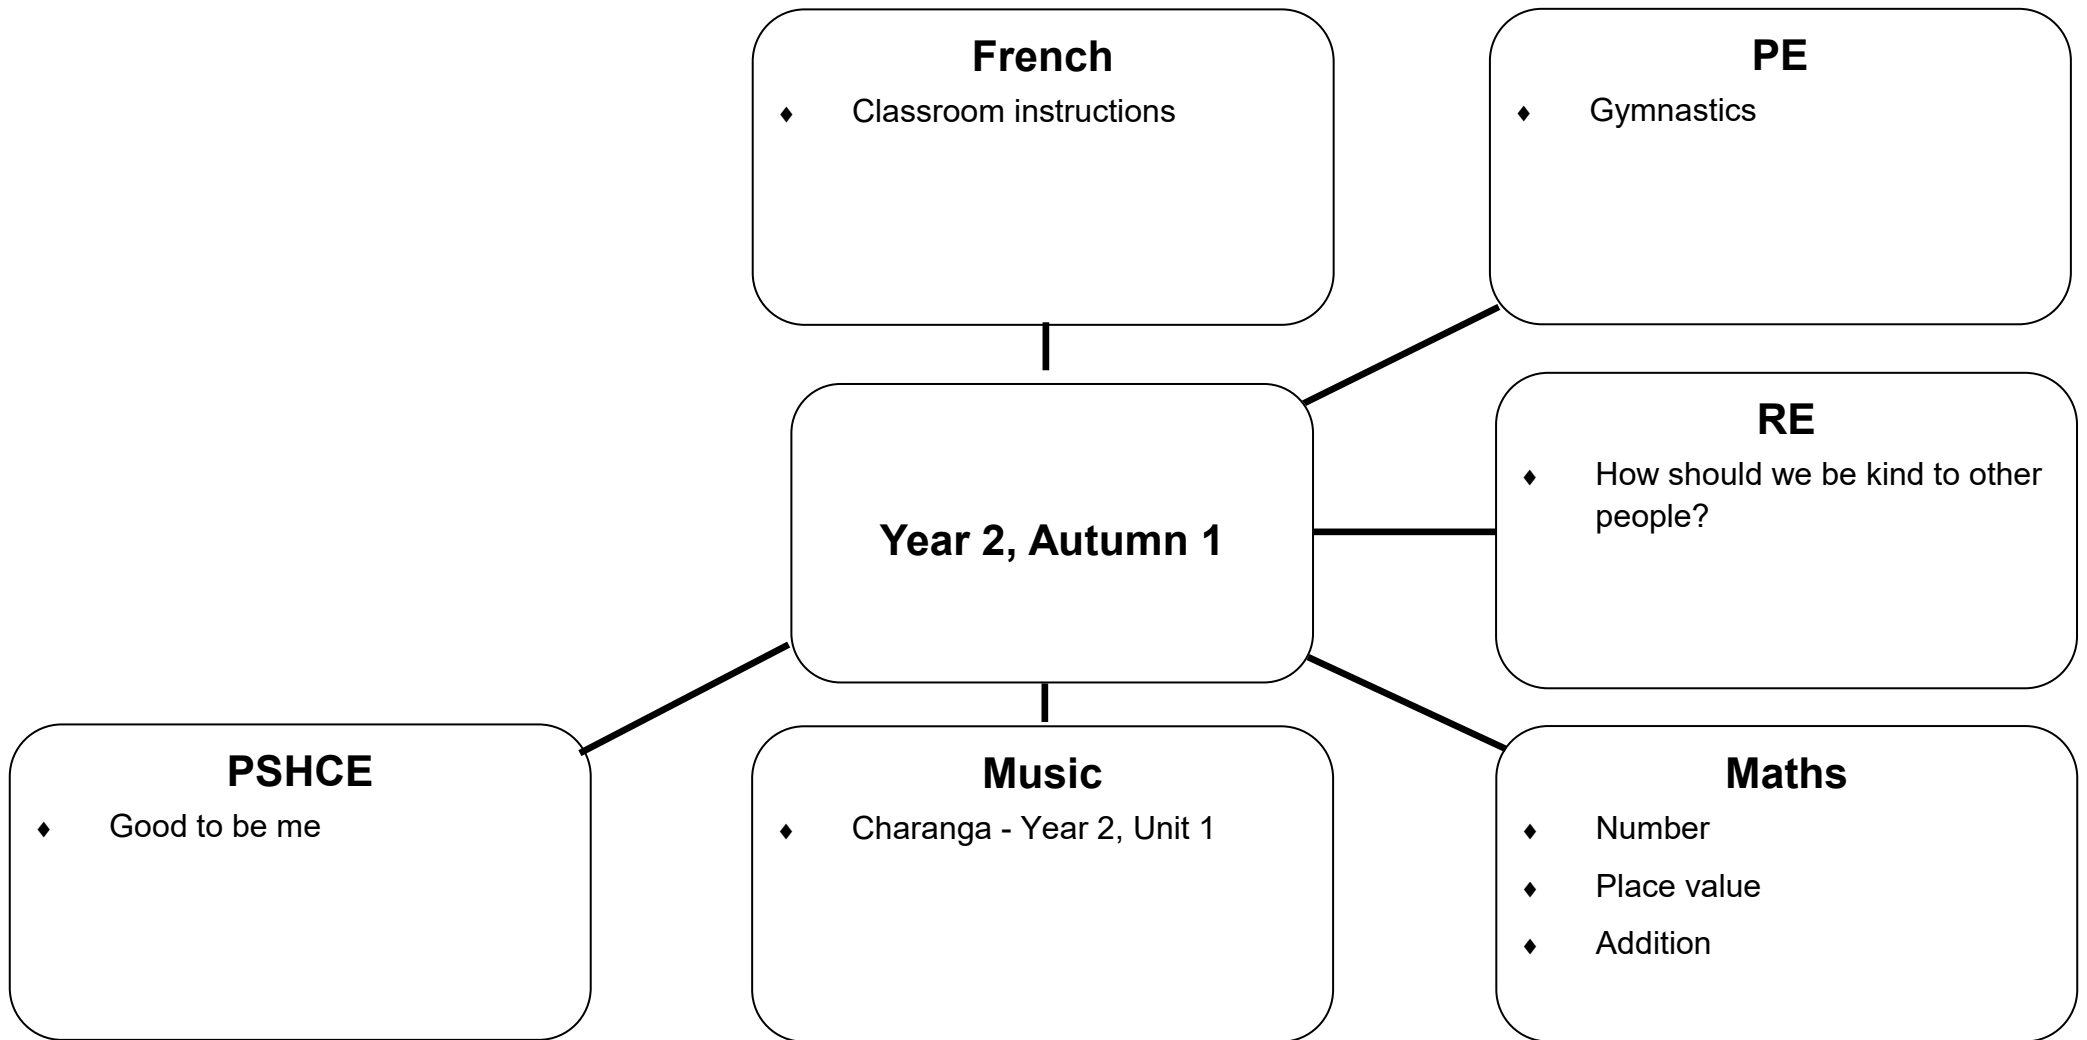 French
♦ Classroom instructions
PE
♦ Gymnastics
Year 2, Autumn 1
RE
♦ How should we be kind to other
people?
PSHCE
♦ Good to be me
Music
♦ Charanga - Year 2, Unit 1
Maths
♦ Number
♦ Place value
♦ Addition